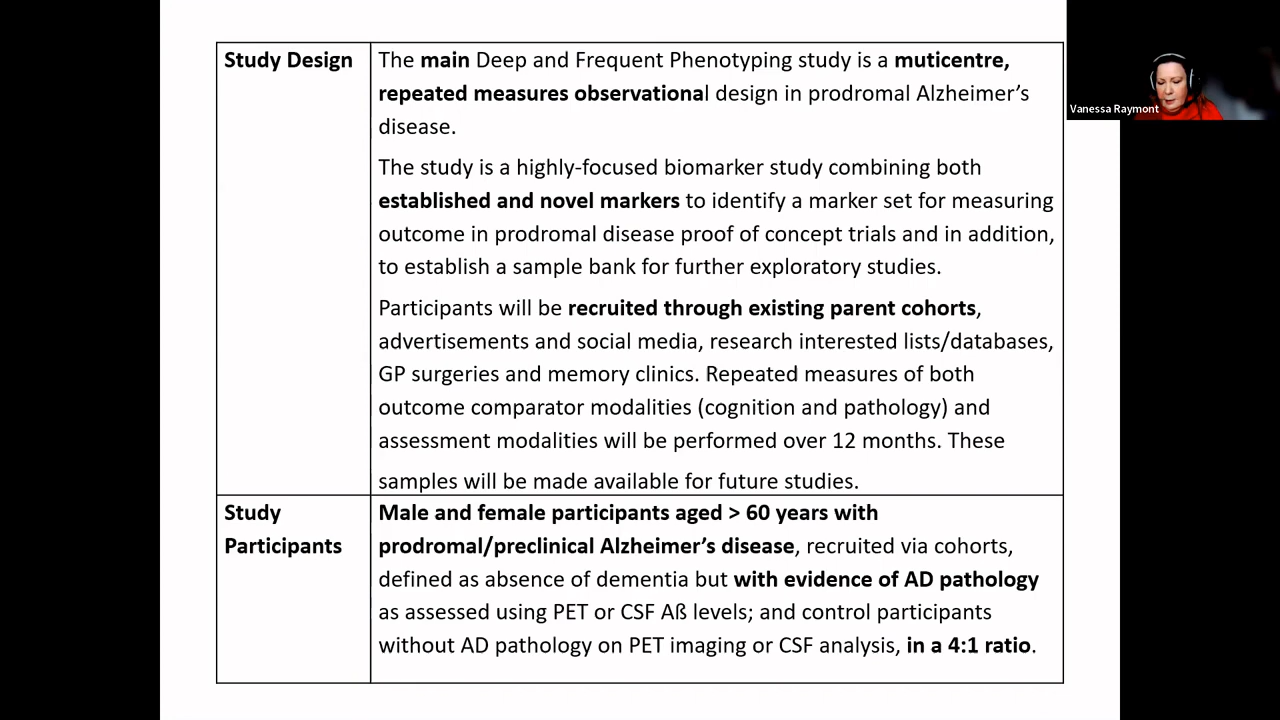 Study Design
The main Deep and Frequent Phenotyping study is a muticentre,
repeated measures observational design in prodromal Alzheimer's
disease.
The study is a highly-focused biomarker study combining both
established and novel markers to identify a marker set for measuring
outcome in prodromal disease proof of concept trials and in addition,
to establish a sample bank for further exploratory studies.
Participants will be recruited through existing parent cohorts,
advertisements and social media, research interested lists/databases,
GP surgeries and memory clinics. Repeated measures of both
outcome comparator modalities (cognition and pathology) and
assessment modalities will be performed over 12 months. These
samples will be made available for future studies.
Study
Participants
Male and female participants aged > 60 years with
prodromal/preclinical Alzheimer's disease, recruited via cohorts,
defined as absence of dementia but with evidence of AD pathology
as assessed using PET or CSF Aß levels; and control participants
without AD pathology on PET imaging or CSF analysis, in a 4:1 ratio.
Vanessa Raymont